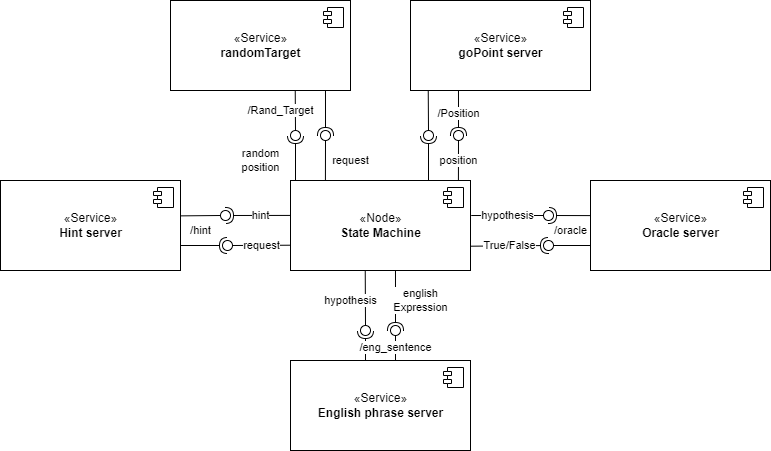 «Service»
randomTarget
«Service»
goPoint server
/Rand_Target
/Position
random
position
request
position
«Service»
Hint server
hint
/hint
request
«Node»
State Machine
hypothesis
/oracle
True/False
«Service»
Oracle server
hypothesis
english
Expression
/eng_sentence
«Service»
English phrase server